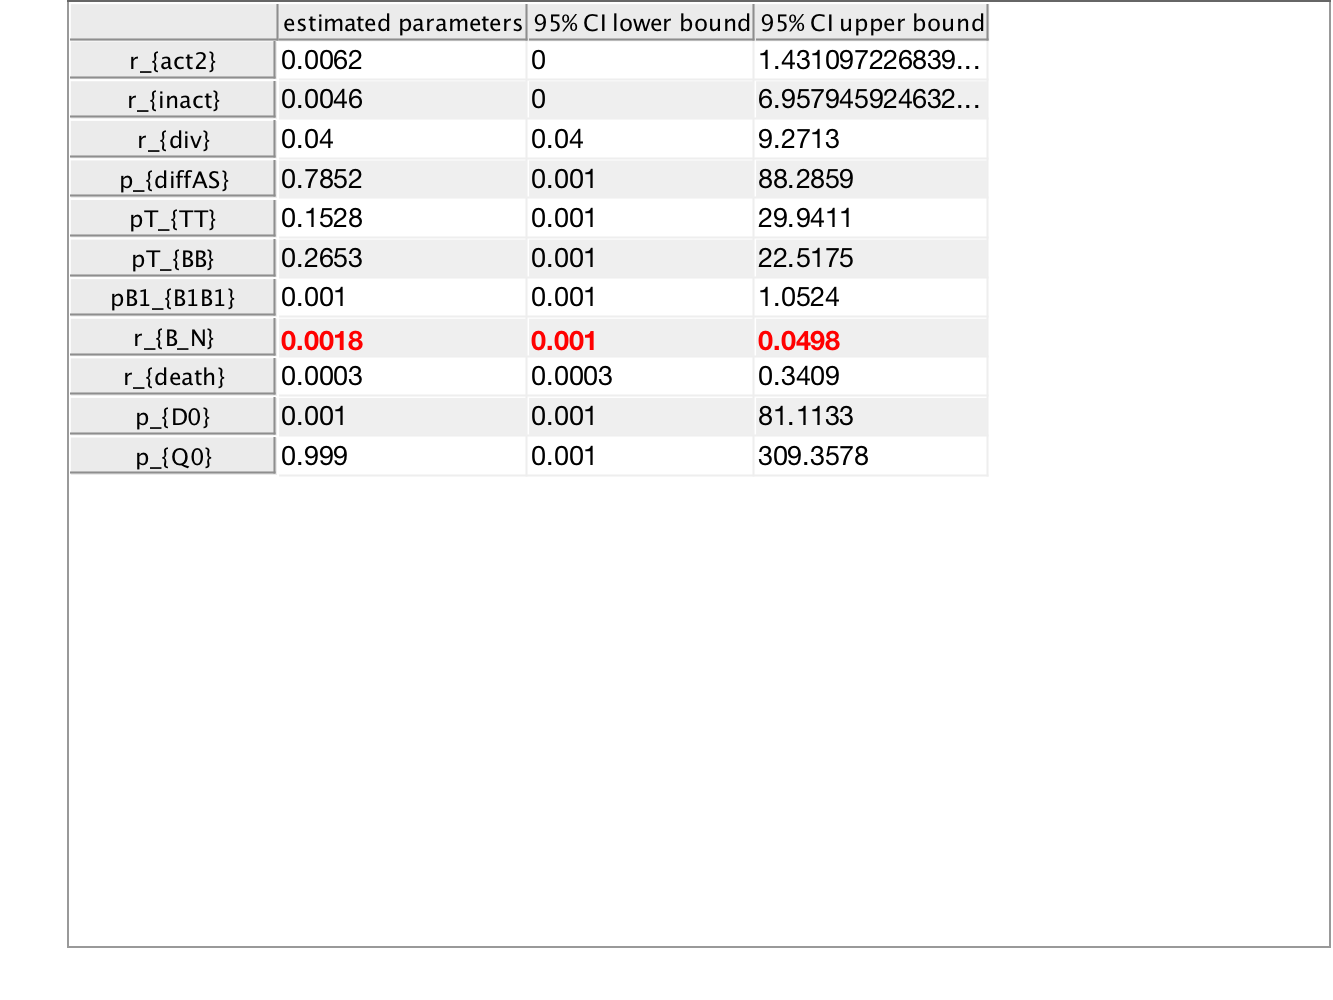 estimated parameters 95% CI lower bound 95% CI upper bound
r_{act2} 0.0062 0 1.431097226839...
r_{inact} 0.0046 0 6.957945924632...
r_{div} 0.04 0.04 9.2713
p_{diffAS} 0.7852 0.001 88.2859
pT_{TT} 0.1528 0.001 29.9411
pT_{BB} 0.2653 0.001 22.5175
pB1_{B1B1} 0.001 0.001 1.0524
r_{B_N} 0.0018 0.001 0.0498
r_{death} 0.0003 0.0003 0.3409
p_{D0} 0.001 0.001 81.1133
p_{Q0} 0.999 0.001 309.3578